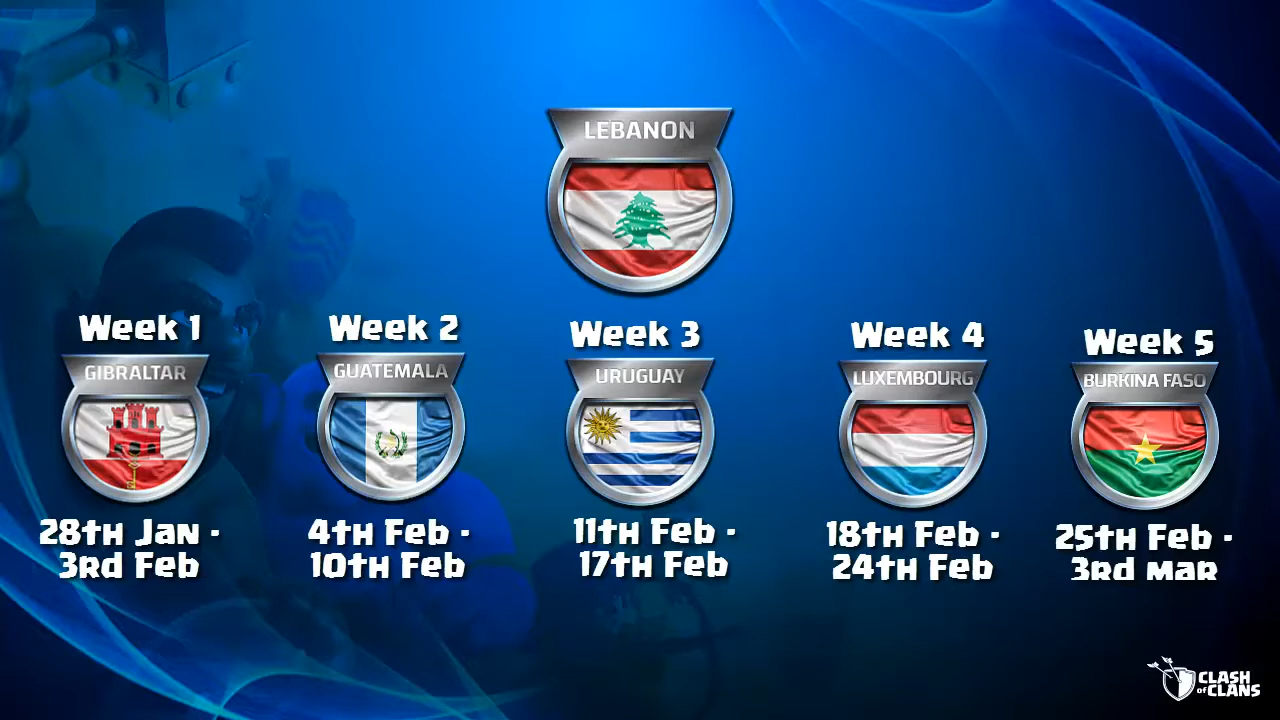 LEBANON
Week 1
GIBRALTAR
28th Jan -
3rd Feb
Week 2
GUATEMALA
4th Feb -
10th Feb
Week 3
URUGUAY
11th Feb -
17th Feb
Week 4
LUXEMBOURG
18th Feb -
24th Feb
Week 5
BURKINA FASO
25th Feb -
3rd mar
CLASH
OF CLANS